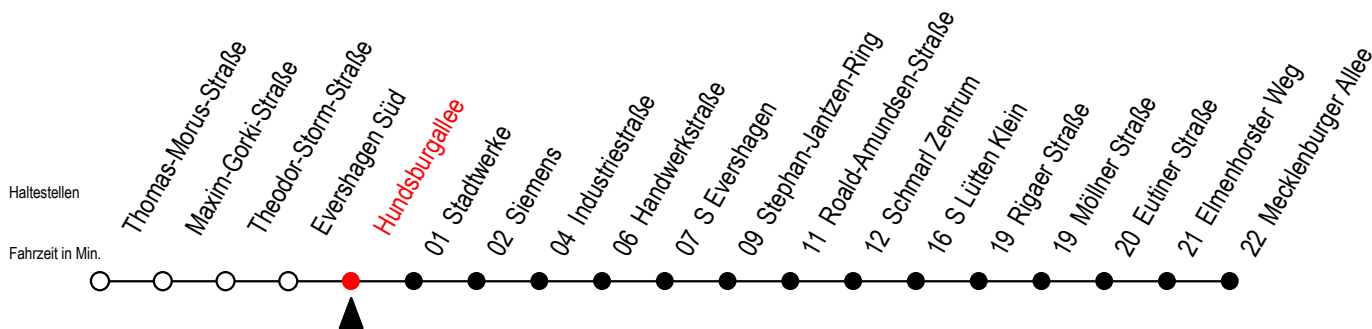 Haltestellen
Fahrzeit in Min.
Thomas-Morus-Straße
Maxim-Gorki-Straße
Theodor-Storm-Straße
Evershagen Süd
Hundsburgallee
01 Stadtwerke
02 Siemens
04 Industriestraße
06 Handwerkstraße
07 S Evershagen
09 Stephan-Jantzen-Ring
11 Roald-Amundsen-Straße
12 Schmarl Zentrum
16 S Lütten Klein
19 Rigaer Straße
19 Möllner Straße
20 Eutiner Straße
21 Elmenhorster Weg
22 Mecklenburger Allee